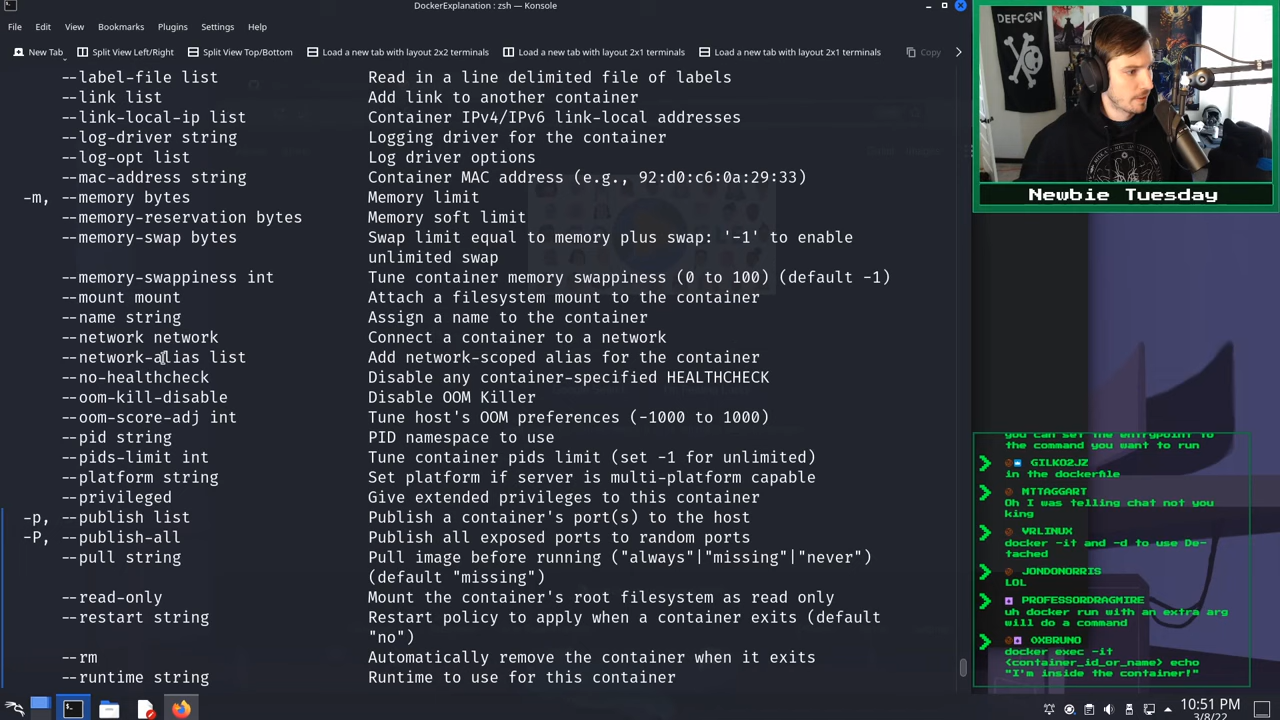 DockerExplanation : zsh — Konsole
File Edit View Bookmarks Plugins Settings Help
New Tab Split View Left/Right Split View Top/Bottom Load a new tab with layout 2x2 terminals Load a new tab with layout 2x1 terminals Load a new tab with layout 2x1 terminals Copy
--label-file list Read in a line delimited file of labels
--link list Add link to another container
--link-local-ip list Container IPv4/IPv6 link-local addresses
--log-driver string Logging driver for the container
--log-opt list Log driver options
--mac-address string Container MAC address (e.g., 92:d0:c6:0a:29:33)
-m, --memory bytes Memory limit
--memory-reservation bytes Memory soft limit
--memory-swap bytes Swap limit equal to memory plus swap: '-1' to enable
unlimited swap
--memory-swappiness int Tune container memory swappiness (0 to 100) (default -1)
--mount mount Attach a filesystem mount to the container
--name string Assign a name to the container
--network network Connect a container to a network
--network-alias list Add network-scoped alias for the container
--no-healthcheck Disable any container-specified HEALTHCHECK
--oom-kill-disable Disable OOM Killer
--oom-score-adj int Tune host's OOM preferences (-1000 to 1000)
--pid string PID namespace to use
--pids-limit int Tune container pids limit (set -1 for unlimited)
--platform string Set platform if server is multi-platform capable
--privileged Give extended privileges to this container
-p, --publish list Publish a container's port(s) to the host
-P, --publish-all Publish all exposed ports to random ports
--pull string Pull image before running ("always"|"missing"|"never")
(default "missing")
--read-only Mount the container's root filesystem as read only
--restart string Restart policy to apply when a container exits (default
"no")
--rm Automatically remove the container when it exits
--runtime string Runtime to use for this container
DEFCON
Newbie Tuesday
you can set the entrypoint to
the command you want to run
GILKO2JZ
in the dockerfile
MTTAGGART
Oh I was telling chat not you
king
VRLINUX
docker -it and -d to use De-
tached
JONDONORRIS
LOL
PROFESSORDRAGMIRE
uh docker run with an extra arg
will do a command
0XBRUNO
docker exec -it
<container_id_or_name> echo
"I'm inside the container!"
10:51 PM
3/8/22